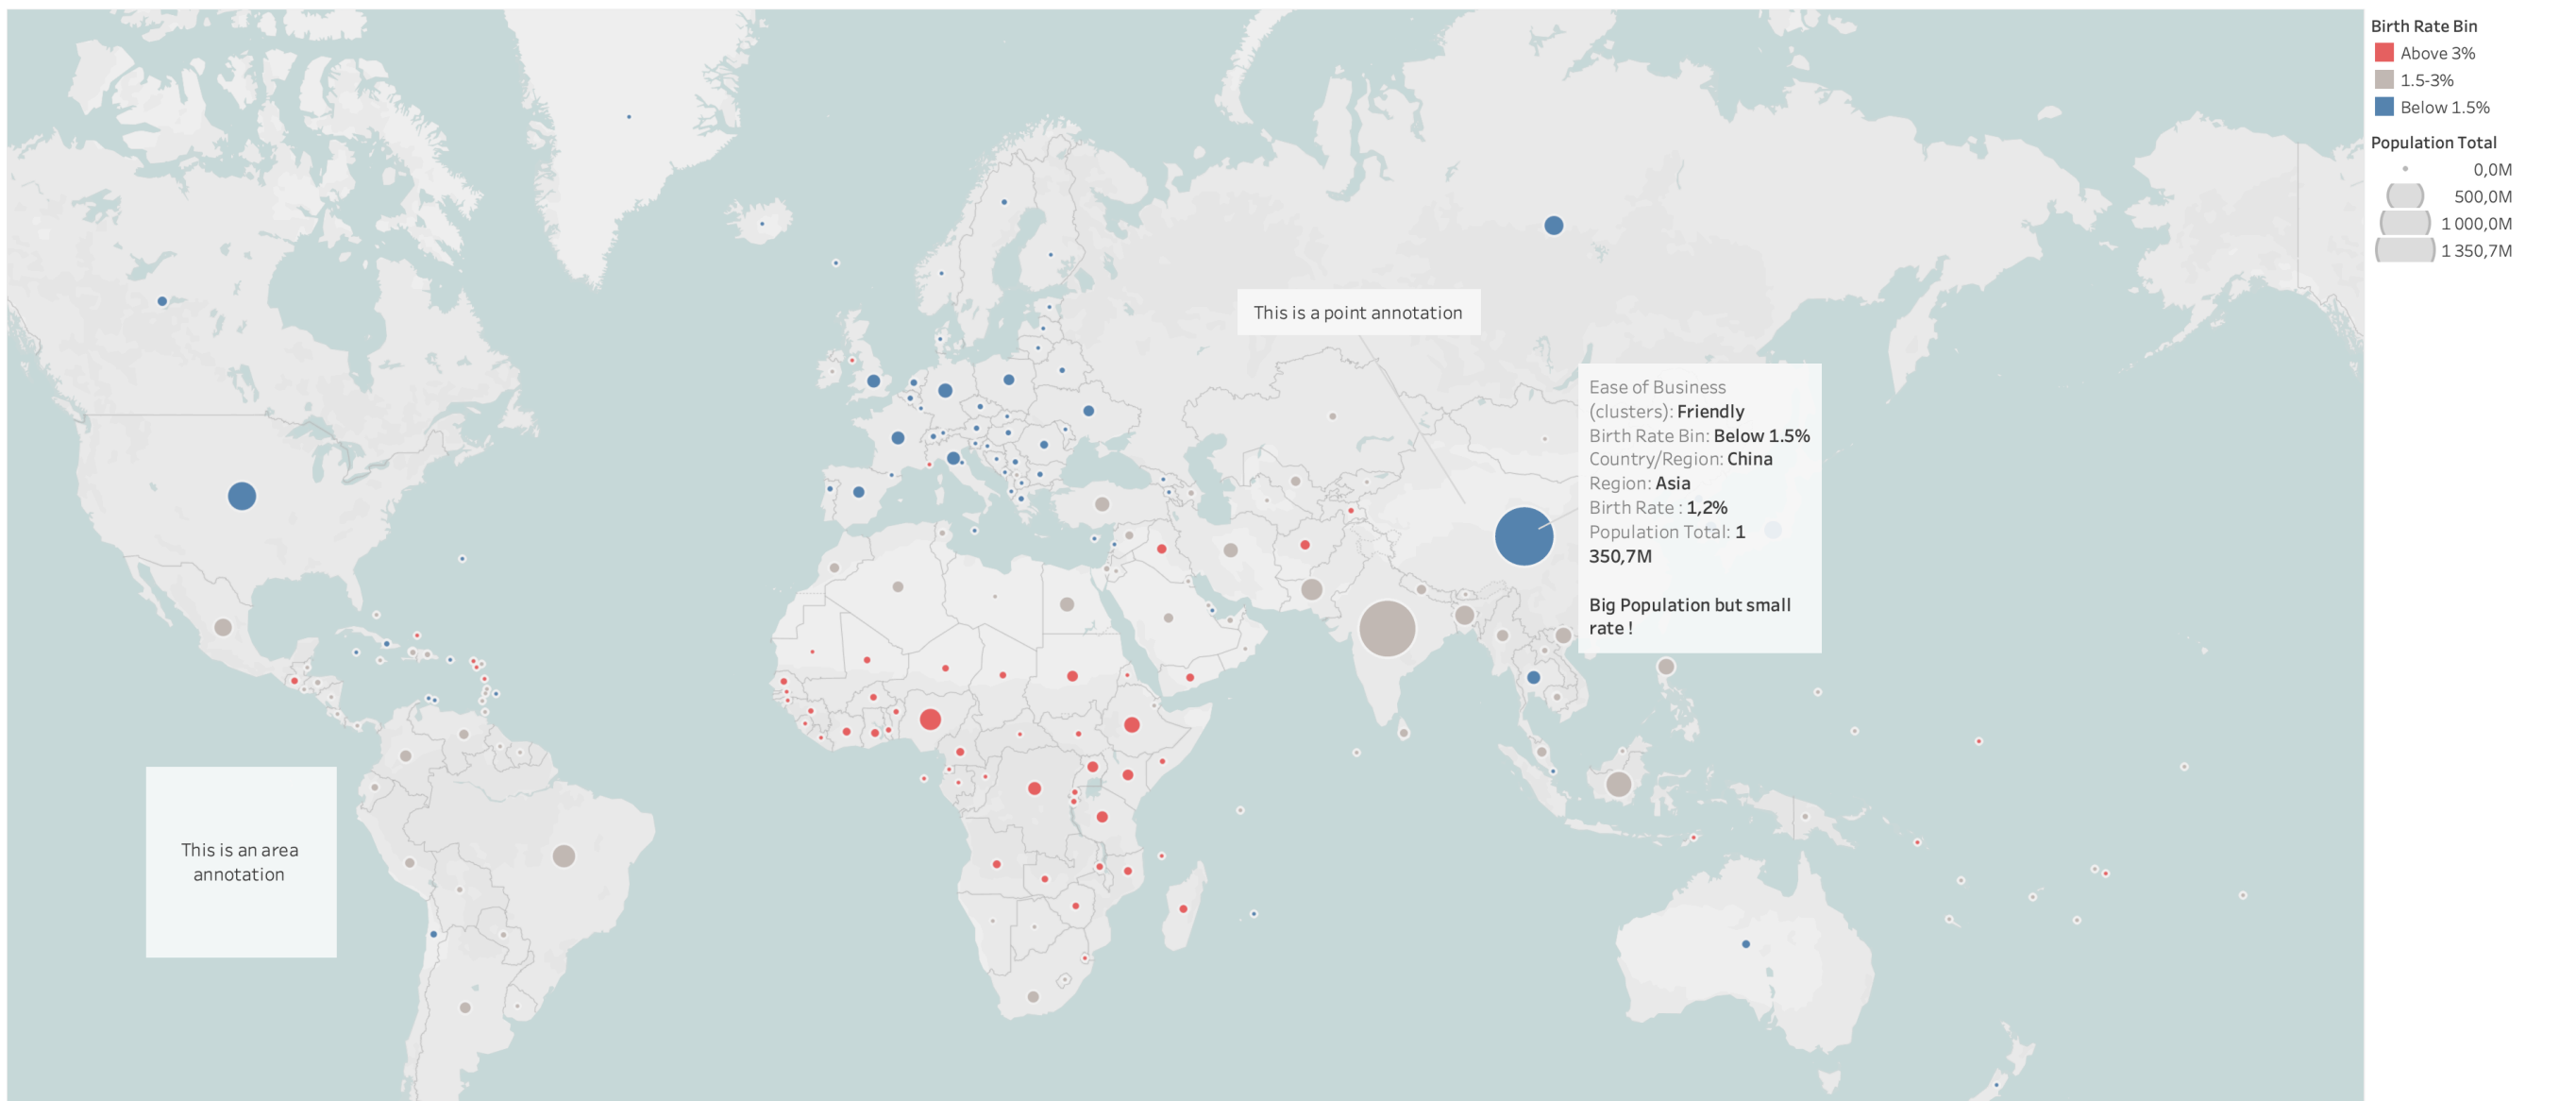 Birth Rate Bin
Above 3%
1.5-3%
Below 1.5%
Population Total
0,0M
500,0M
1 000,0M
1 350,7M
This is a point annotation
Ease of Business
(clusters): Friendly
Birth Rate Bin: Below 1.5%
Country/Region: China
Region: Asia
Birth Rate : 1,2%
Population Total: 1
350,7M
Big Population but small
rate !
This is an area
annotation